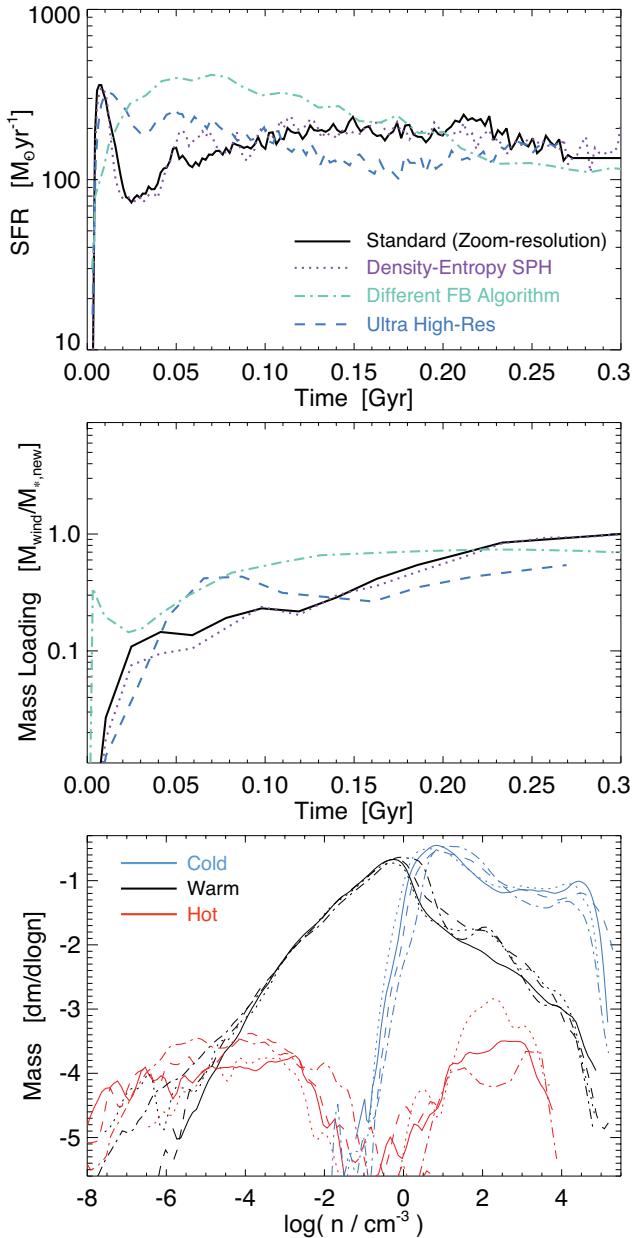 1000
100
10
SFR [M⊙yr⁻¹]
Standard (Zoom-resolution)
Density-Entropy SPH
Different FB Algorithm
Ultra High-Res
0.00 0.05 0.10 0.15 0.20 0.25 0.3
Time [Gyr]
1.0
0.1
Mass Loading [M_wind/M_*,new]
0.00 0.05 0.10 0.15 0.20 0.25 0.3
Time [Gyr]
Cold
Warm
Hot
-1
-2
-3
-4
-5
Mass [dm/dlogn]
-8 -6 -4 -2 0 2 4
log( n / cm⁻³ )